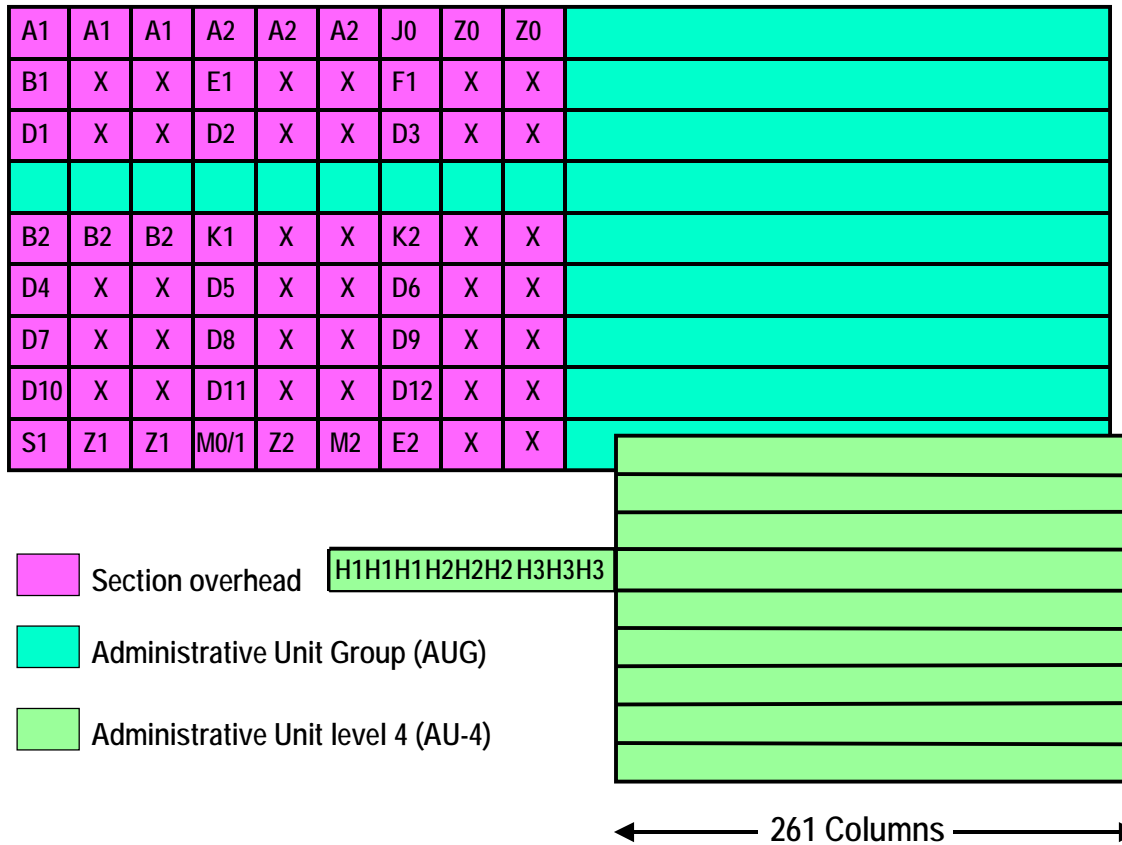 A1 A1 A1 A2 A2 A2 J0 Z0 Z0
B1 X X E1 X X F1 X X
D1 X X D2 X X D3 X X
B2 B2 B2 K1 X X K2 X X
D4 X X D5 X X D6 X X
D7 X X D8 X X D9 X X
D10 X X D11 X X D12 X X
S1 Z1 Z1 M0/1 Z2 M2 E2 X X
H1H1H1H2H2H2H3H3H3
Section overhead
Administrative Unit Group (AUG)
Administrative Unit level 4 (AU-4)
261 Columns